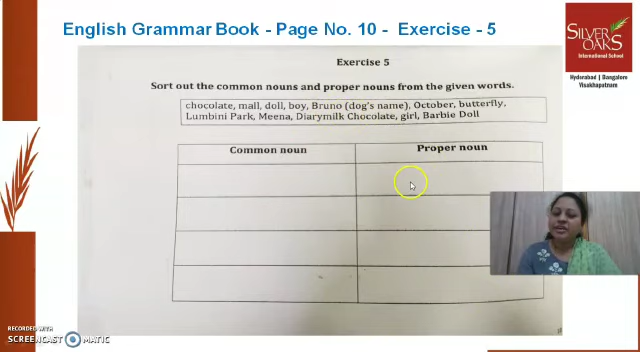 English Grammar Book - Page No. 10 - Exercise - 5
SILVER
OAKS
International School
Hyderabad | Bangalore
Visakhapatnam
Exercise 5
Sort out the common nouns and proper nouns from the given words.
chocolate, mall, doll, boy, Bruno (dog's name), October, butterfly,
Lumbini Park, Meena, Diarymilk Chocolate, girl, Barbie Doll
Common noun
Proper noun
RECORDED WITH
SCREENCAST MATIC